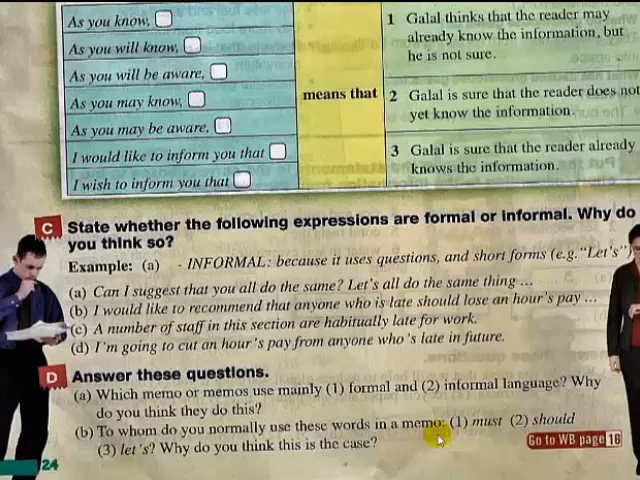 As you know,
As you will know,
As you will be aware,
As you may know,
As you may be aware,
I would like to inform you that
I wish to inform you that
means that
1 Galal thinks that the reader may
already know the information, but
he is not sure.
2 Galal is sure that the reader does not
yet know the information.
3 Galal is sure that the reader already
knows the information.
C State whether the following expressions are formal or informal. Why do
you think so?
Example: (a) - INFORMAL: because it uses questions, and short forms (e.g. "Let's")
(a) Can I suggest that you all do the same? Let's all do the same thing ...
(b) I would like to recommend that anyone who is late should lose an hour's pay ...
(c) A number of staff in this section are habitually late for work.
(d) I'm going to cut an hour's pay from anyone who's late in future.
D Answer these questions.
(a) Which memo or memos use mainly (1) formal and (2) informal language? Why
do you think they do this?
(b) To whom do you normally use these words in a memo: (1) must (2) should
(3) let's? Why do you think this is the case?
Go to WB page 16
24